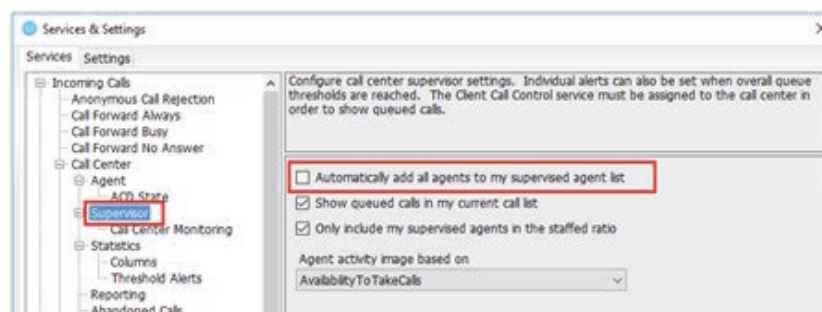 Services & Settings
Services Settings
Incoming Calls
Anonymous Call Rejection
Call Forward Always
Call Forward Busy
Call Forward No Answer
Call Center
Agent
ACD State
Supervisor
Call Center Monitoring
Statistics
Columns
Threshold Alerts
Reporting
Abandoned Calls
Configure call center supervisor settings. Individual alerts can also be set when overall queue
thresholds are reached. The Client Call Control service must be assigned to the call center in
order to show queued calls.
Automatically add all agents to my supervised agent list
Show queued calls in my current call list
Only include my supervised agents in the staffed ratio
Agent activity image based on
AvailabilityToTakeCalls